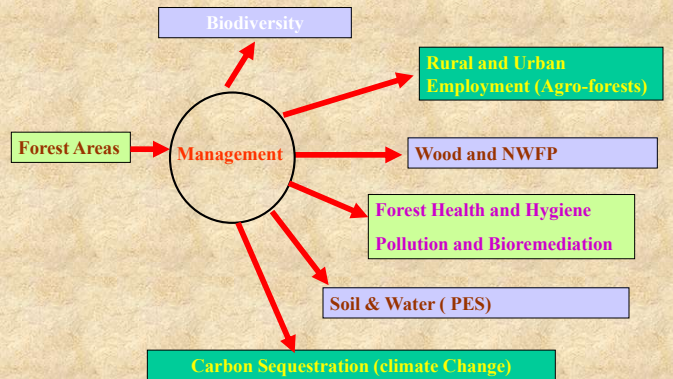 Biodiversity
Rural and Urban
Employment (Agro-forests)
Forest Areas
Management
Wood and NWFP
Forest Health and Hygiene
Pollution and Bioremediation
Soil & Water ( PES)
Carbon Sequestration (climate Change)